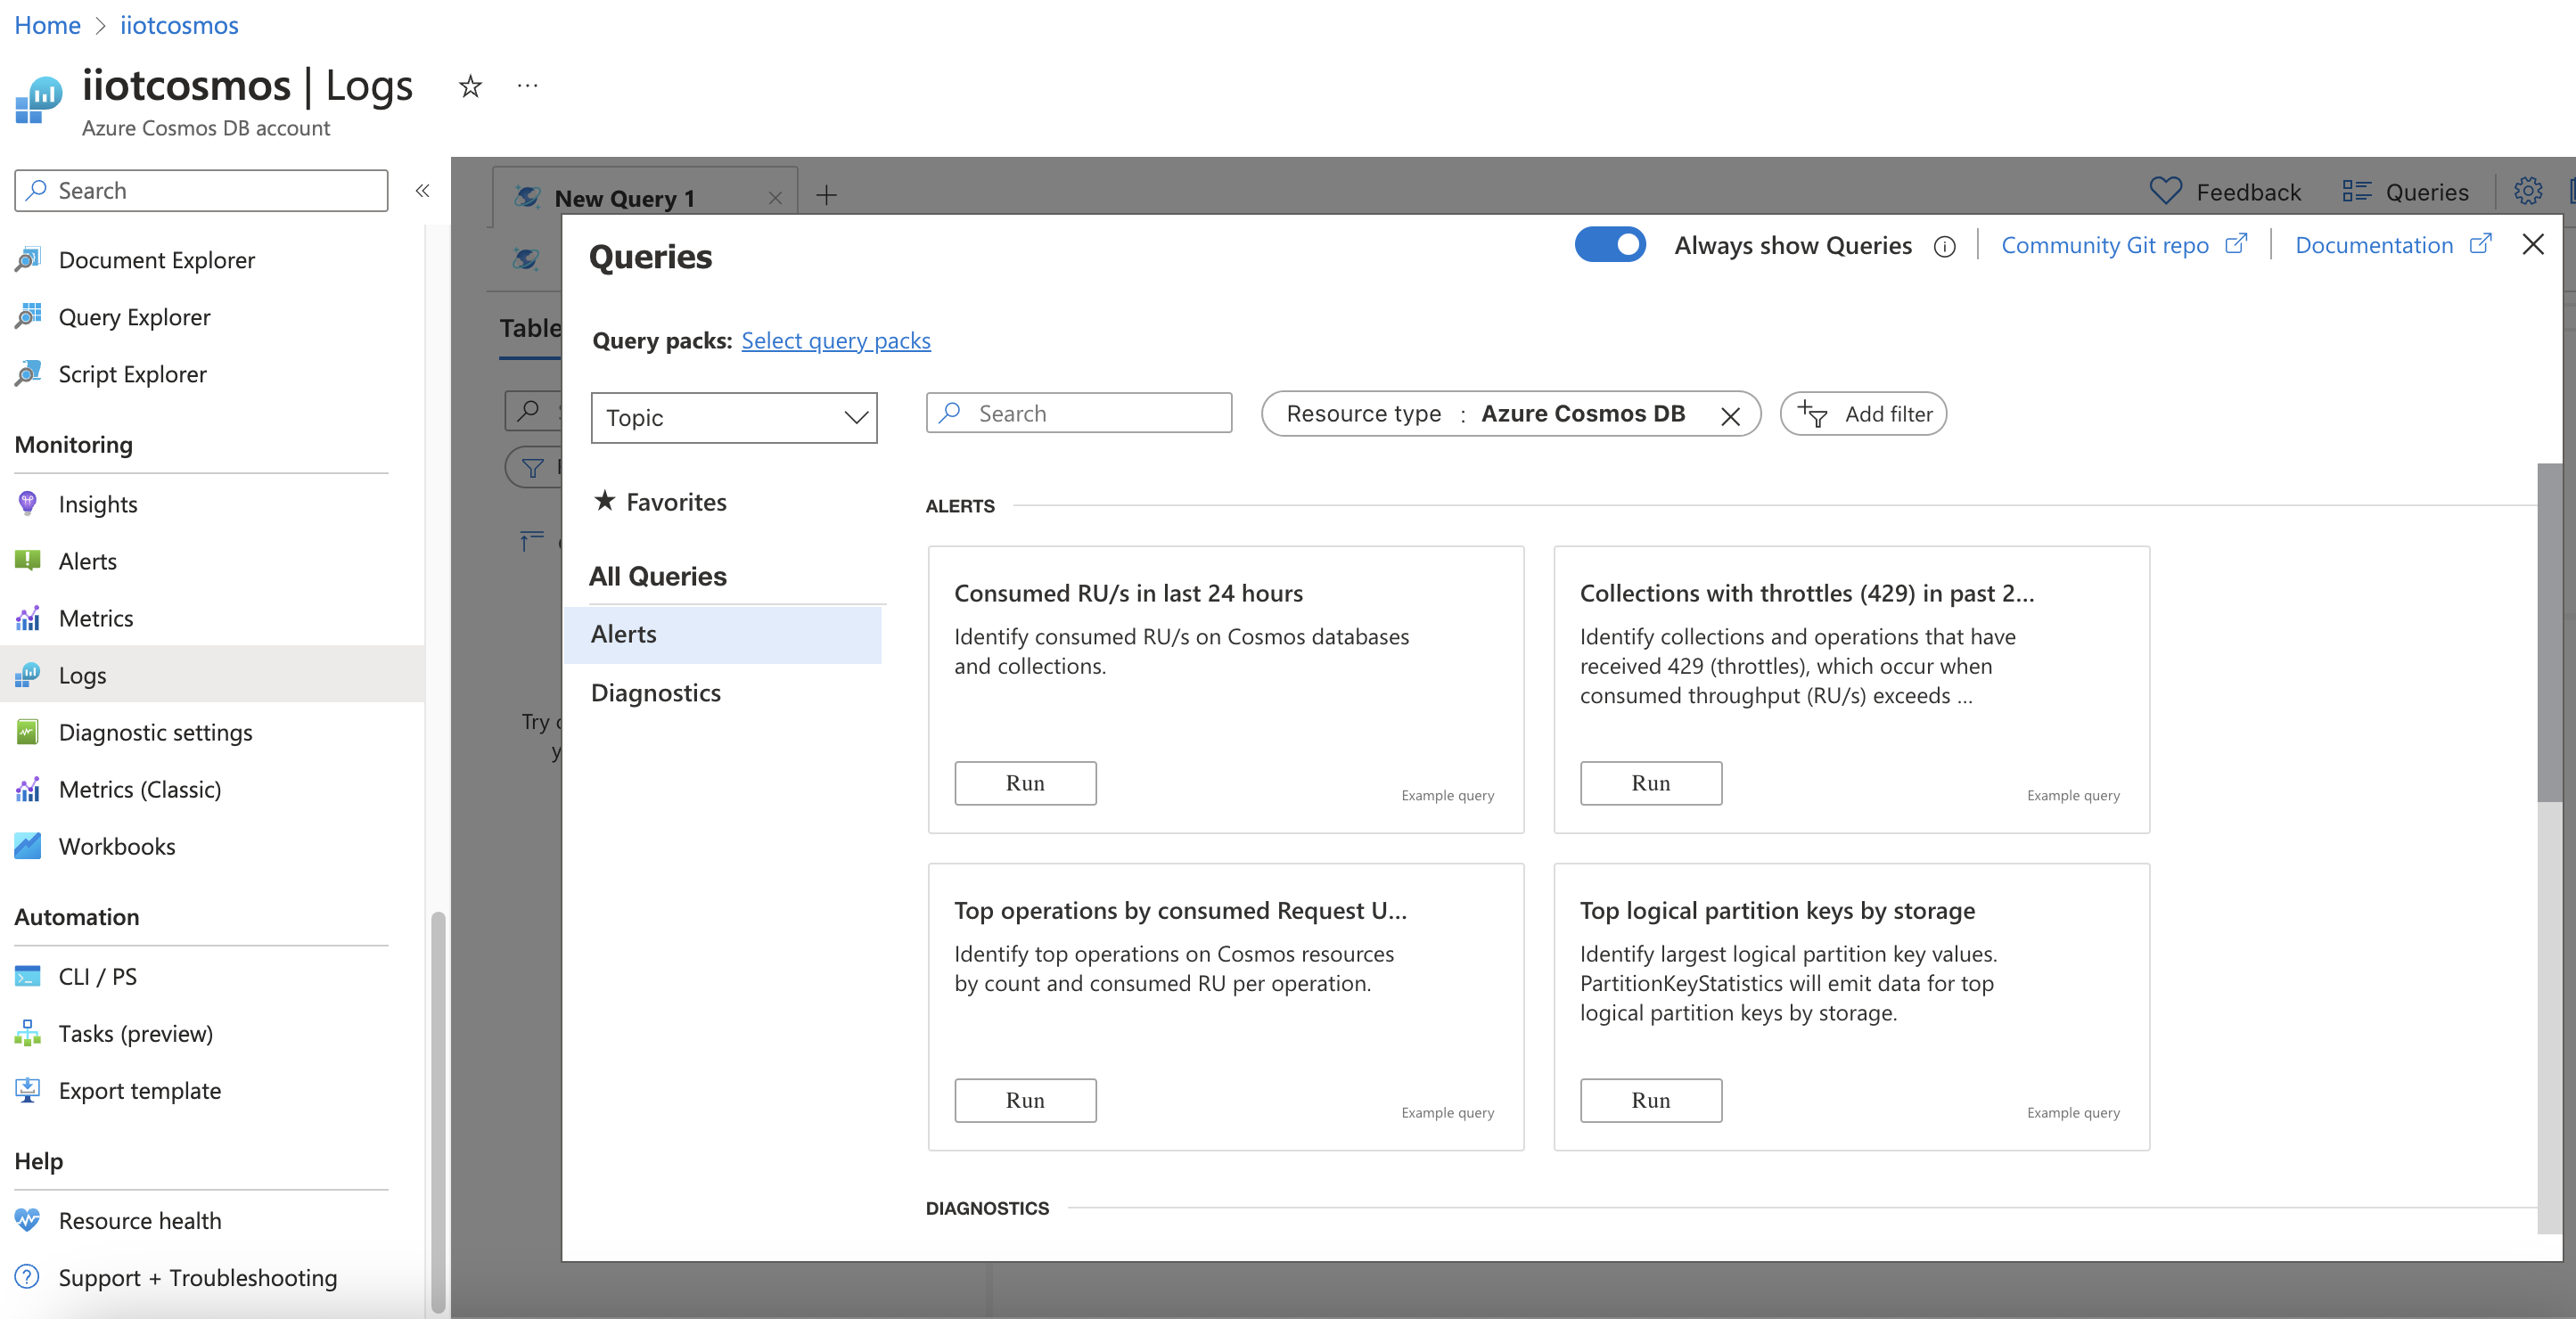 Home > iiotcosmos
iiotcosmos | Logs
Azure Cosmos DB account
Search
Document Explorer
Query Explorer
Script Explorer
Monitoring
Insights
Alerts
Metrics
Logs
Diagnostic settings
Metrics (Classic)
Workbooks
Automation
CLI / PS
Tasks (preview)
Export template
Help
Resource health
Support + Troubleshooting
New Query 1
Feedback
Queries
Table
Try
Queries
Always show Queries
Community Git repo
Documentation
Query packs: Select query packs
Topic
Search
Resource type : Azure Cosmos DB
Add filter
Favorites
All Queries
Alerts
Diagnostics
ALERTS
Consumed RU/s in last 24 hours
Identify consumed RU/s on Cosmos databases
and collections.
Run
Example query
Collections with throttles (429) in past 2...
Identify collections and operations that have
received 429 (throttles), which occur when
consumed throughput (RU/s) exceeds ...
Run
Example query
Top operations by consumed Request U...
Identify top operations on Cosmos resources
by count and consumed RU per operation.
Run
Example query
Top logical partition keys by storage
Identify largest logical partition key values.
PartitionKeyStatistics will emit data for top
logical partition keys by storage.
Run
Example query
DIAGNOSTICS